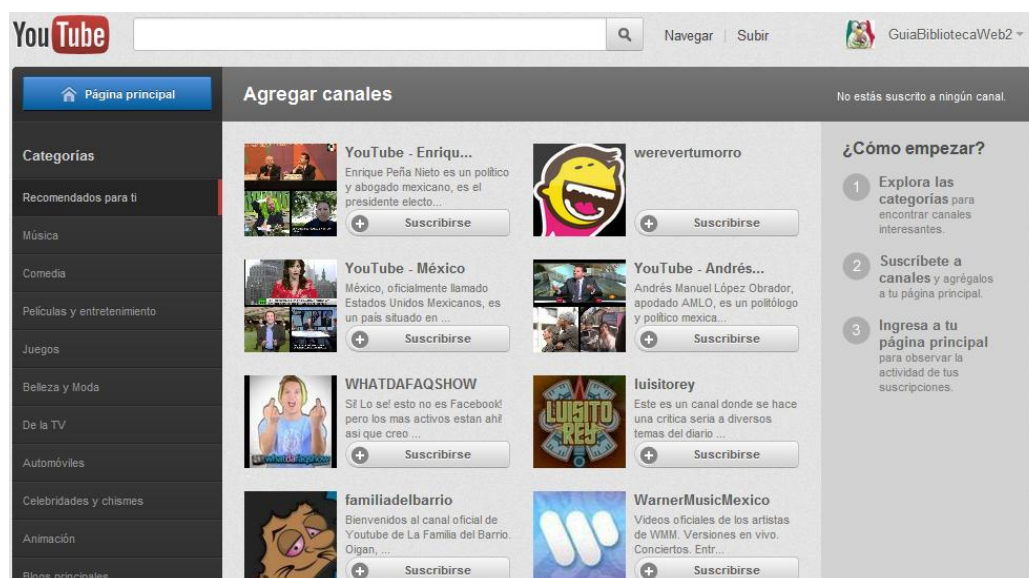 YouTube
Navegar | Subir
GuiaBibliotecaWeb2
Página principal
Agregar canales
No estás suscrito a ningún canal.
Categorías
Recomendados para ti
Música
Comedia
Películas y entretenimiento
Juegos
Belleza y Moda
De la TV
Automóviles
Celebridades y chismes
Animación
Blogs principales
YouTube - Enriqu...
Enrique Peña Nieto es un político
y abogado mexicano, es el
presidente electo...
Suscribirse
werevertumorro
Suscribirse
YouTube - México
México, oficialmente llamado
Estados Unidos Mexicanos, es
un país situado en ...
Suscribirse
YouTube - Andrés...
Andrés Manuel López Obrador,
apodado AMLO, es un politólogo
y político mexica...
Suscribirse
WHATDAFAQSHOW
Si! Lo se! esto no es Facebook!
pero los mas activos estan ahi!
asi que creo ...
Suscribirse
whatdafaqshow
luisitorey
Este es un canal donde se hace
una critica seria a diversos
temas del diario ...
Suscribirse
LUISITO
REY
familiadelbarrio
Bienvenidos al canal oficial de
Youtube de La Familia del Barrio.
Oigan, ...
Suscribirse
WarnerMusicMexico
Videos oficiales de los artistas
de WMM. Versiones en vivo.
Conciertos. Entr...
Suscribirse
¿Cómo empezar?
1 Explora las
categorías para
encontrar canales
interesantes.
2 Suscríbete a
canales y agrégalos
a tu página principal.
3 Ingresa a tu
página principal
para observar la
actividad de tus
suscripciones.